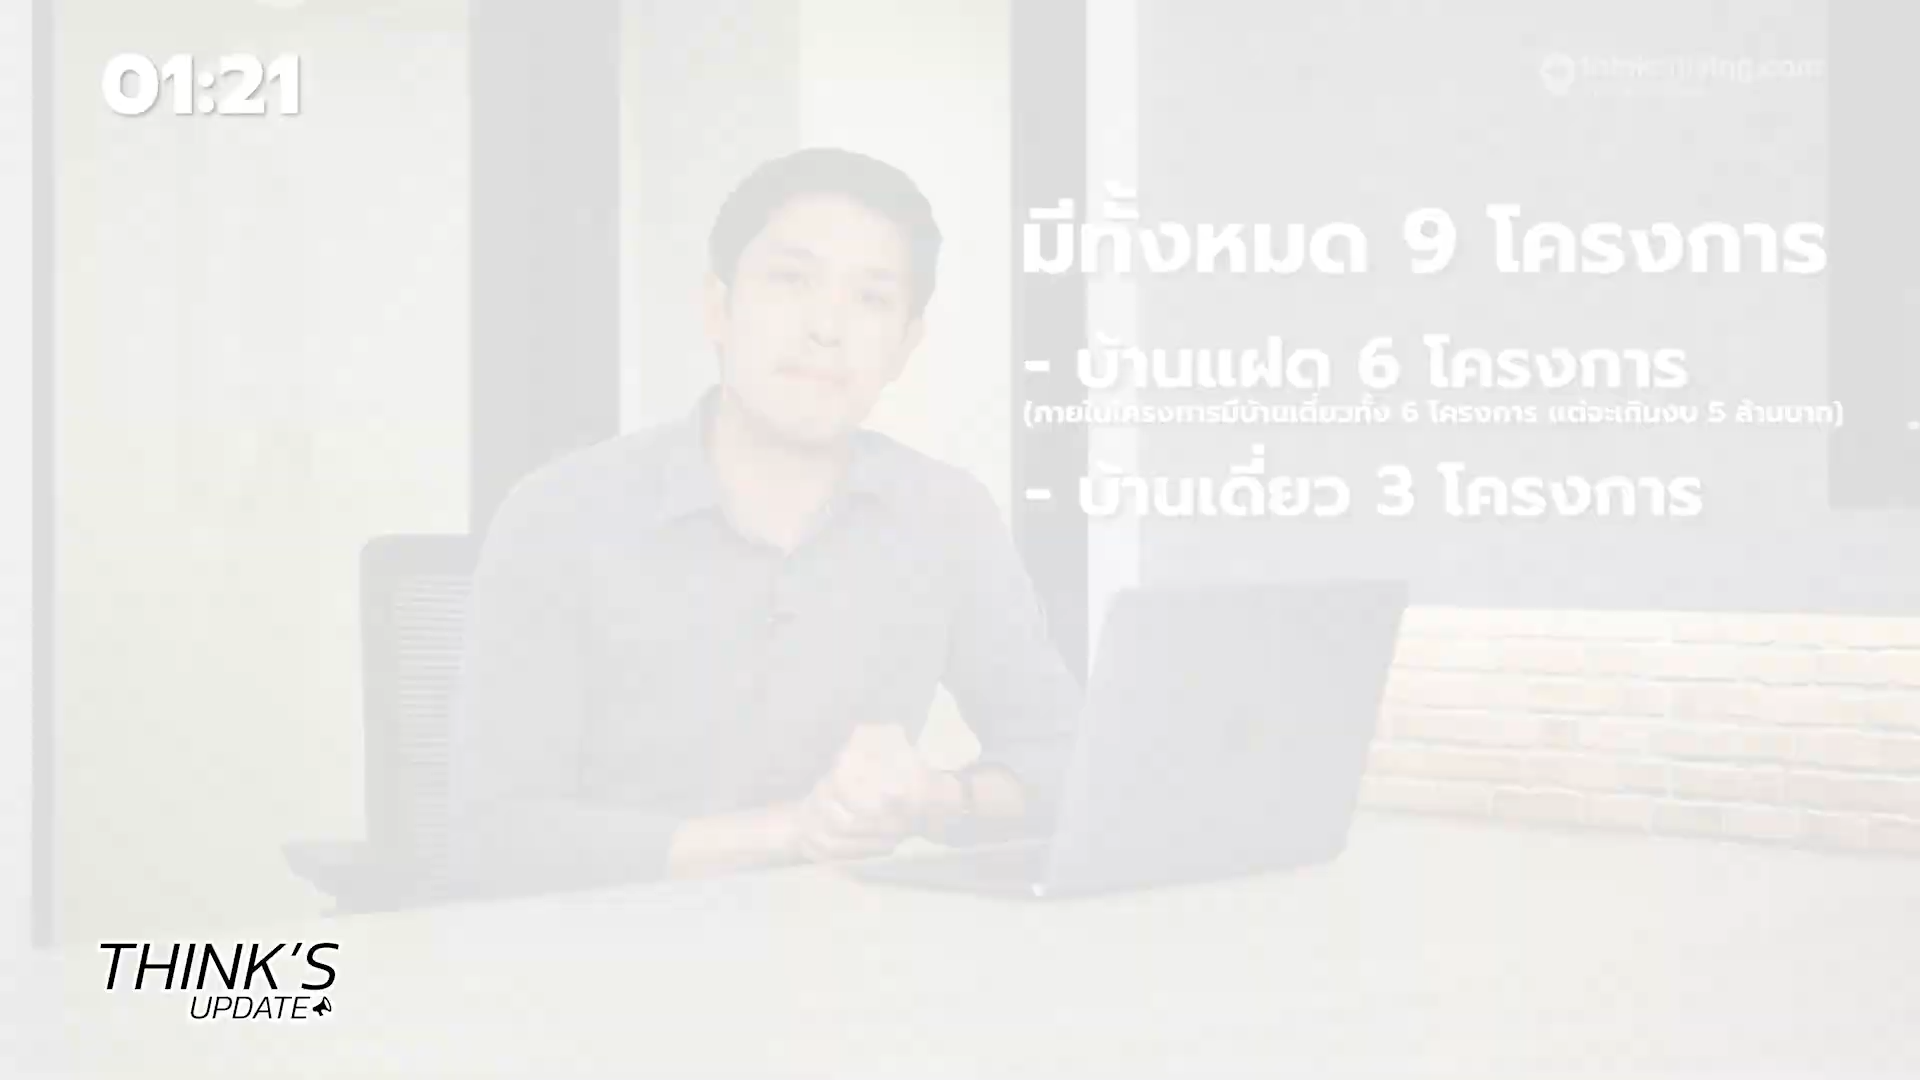 01:21
thinkofliving.com
มีทั้งหมด 9 โครงการ
- บ้านแฝด 6 โครงการ
(ภายในโครงการมีบ้านเดี่ยวทั้ง 6 โครงการ แต่จะเกินงบ 5 ล้านบาท)
- บ้านเดี่ยว 3 โครงการ
THINK'S
UPDATE